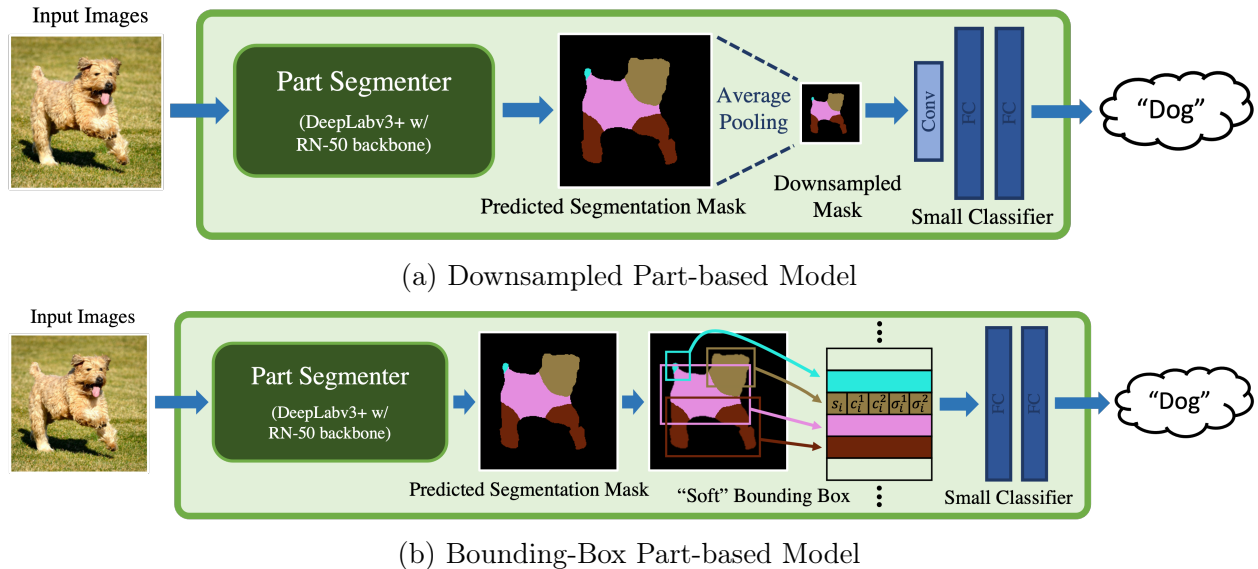 Input Images
Part Segmenter
(DeepLabv3+ w/
RN-50 backbone)
Predicted Segmentation Mask
Average
Pooling
Downsampled
Mask
Conv
FC
FC
Small Classifier
“Dog”
(a) Downsampled Part-based Model
Input Images
Part Segmenter
(DeepLabv3+ w/
RN-50 backbone)
Predicted Segmentation Mask
“Soft” Bounding Box
⋮
s_i c_i^1 c_i^2 σ_i^1 σ_i^2
⋮
FC
FC
Small Classifier
“Dog”
(b) Bounding-Box Part-based Model